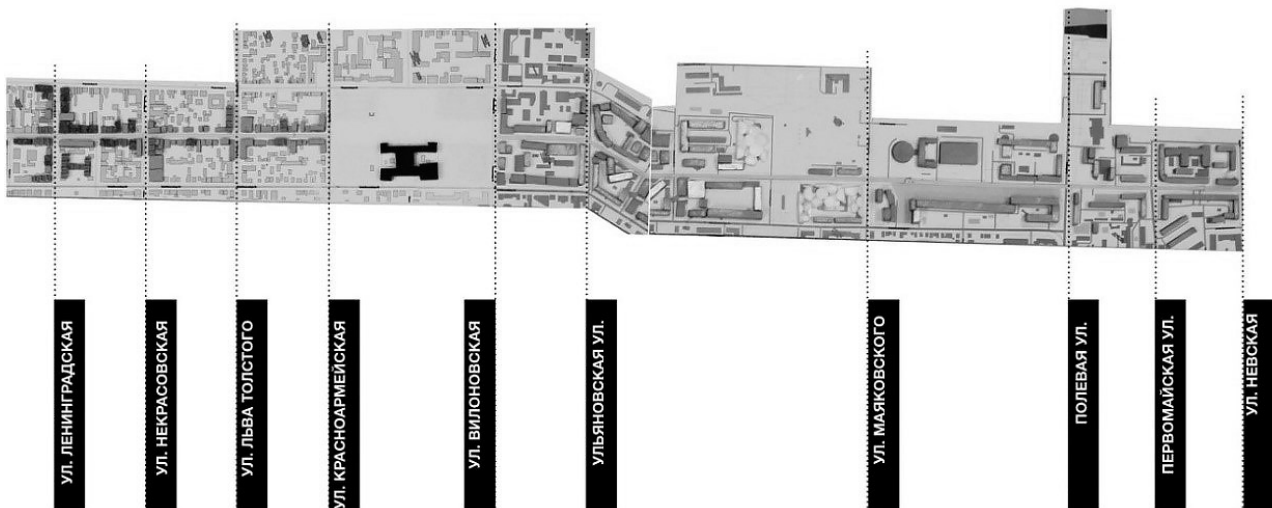 УЛ. ЛЕНИНГРАДСКАЯ
УЛ. НЕКРАСОВСКАЯ
УЛ. ЛЬВА ТОЛСТОГО
УЛ. КРАСНОАРМЕЙСКАЯ
УЛ. ВИЛОНОВСКАЯ
УЛЬЯНОВСКАЯ УЛ.
УЛ. МАЯКОВСКОГО
ПОЛЕВАЯ УЛ.
ПЕРВОМАЙСКАЯ УЛ.
УЛ. НЕВСКАЯ